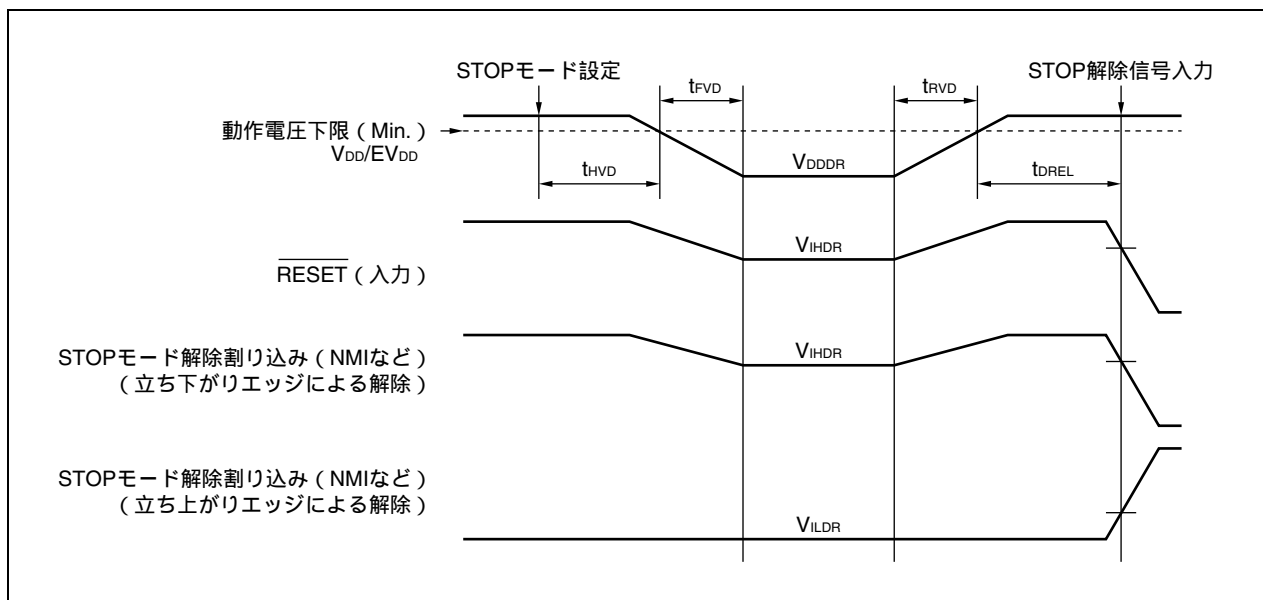 STOPモード設定
STOP解除信号入力
tFVD
tRVD
動作電圧下限(Min.)
VDD/EVDD
tHVD
VDDDR
tDREL
RESET(入力)
VIHDR
STOPモード解除割り込み(NMIなど)
(立ち下がりエッジによる解除)
VIHDR
STOPモード解除割り込み(NMIなど)
(立ち上がりエッジによる解除)
VILDR